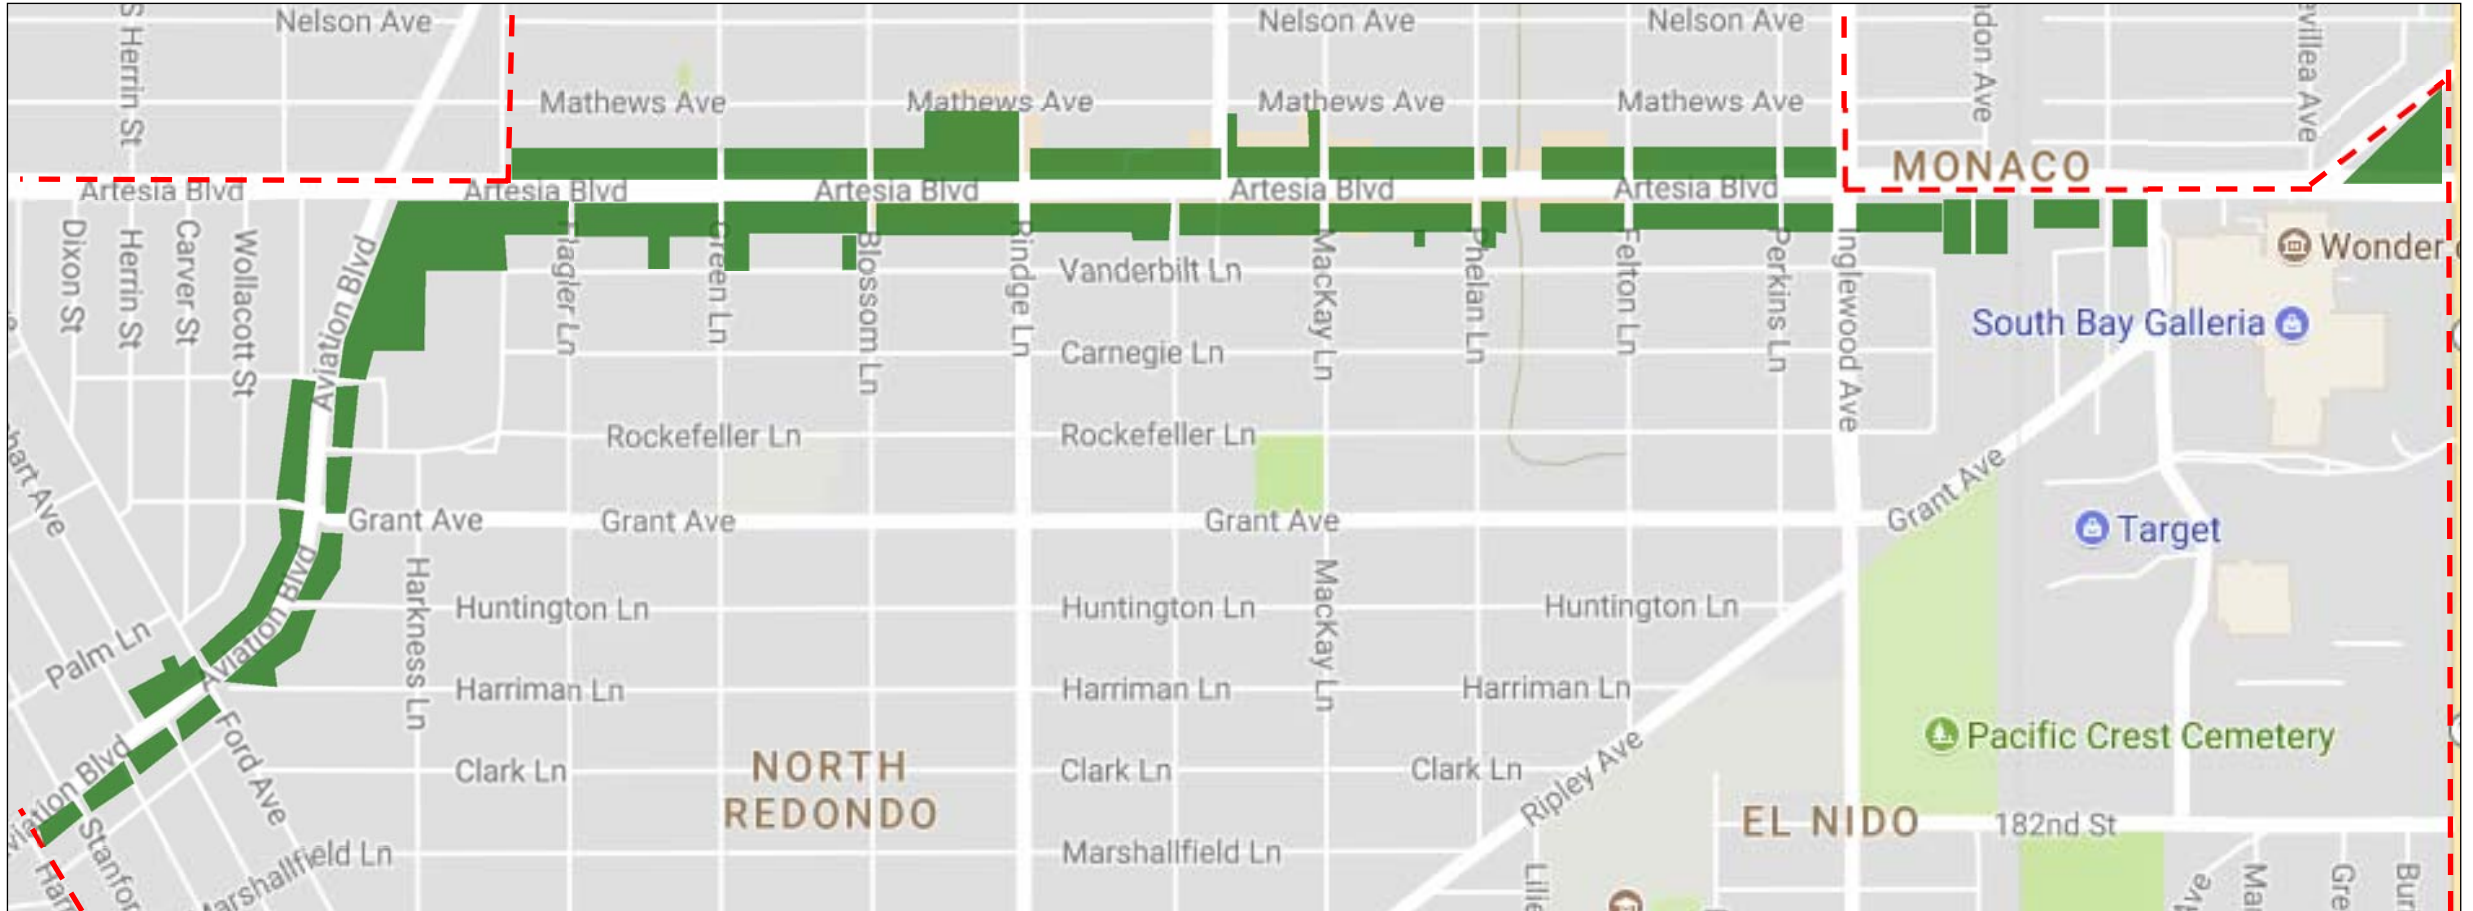 Nelson Ave
Nelson Ave
Nelson Ave
S Herrin St
Mathews Ave
Mathews Ave
Mathews Ave
Mathews Ave
MONACO
Artesia Blvd
Artesia Blvd
Artesia Blvd
Artesia Blvd
Artesia Blvd
Dixon St
Herrin St
Carver St
Wollacott St
Aviation Blvd
Flagler Ln
Green Ln
Blossom Ln
Rindge Ln
Vanderbilt Ln
MacKay Ln
Phelan Ln
Felton Ln
Perkins Ln
Inglewood Ave
Wonder
South Bay Galleria
Carnegie Ln
Rockefeller Ln
Rockefeller Ln
Grant Ave
Grant Ave
Grant Ave
Grant Ave
Target
Aviation Blvd
Harkness Ln
Huntington Ln
Huntington Ln
Huntington Ln
MacKay Ln
Palm Ln
Harriman Ln
Harriman Ln
Harriman Ln
Pacific Crest Cemetery
Ford Ave
Aviation Blvd
Clark Ln
NORTH
REDONDO
Clark Ln
Clark Ln
Ripley Ave
EL NIDO
182nd St
Marshallfield Ln
Marshallfield Ln